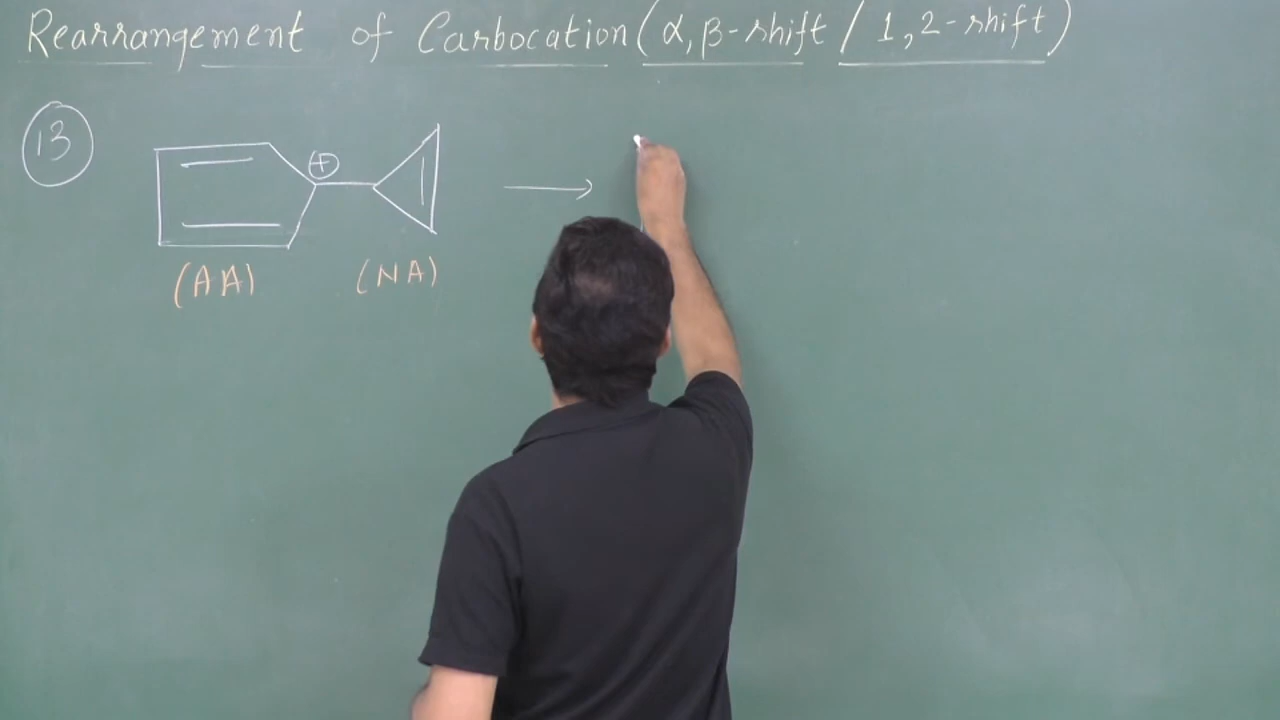 Rearrangement of Carbocation (α,β-shift / 1,2-shift)
13
⊕
(AA) (NA)